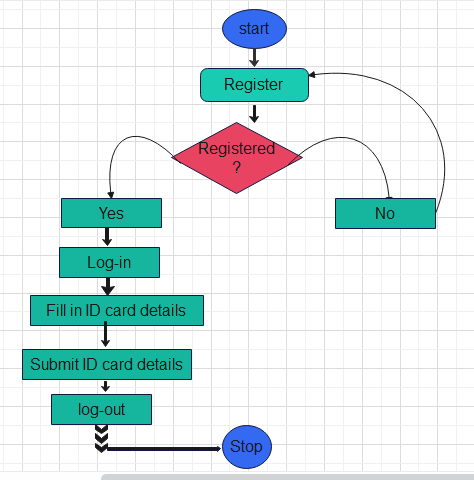 start
Register
Registered
?
Yes
No
Log-in
Fill in ID card details
Submit ID card details
log-out
Stop